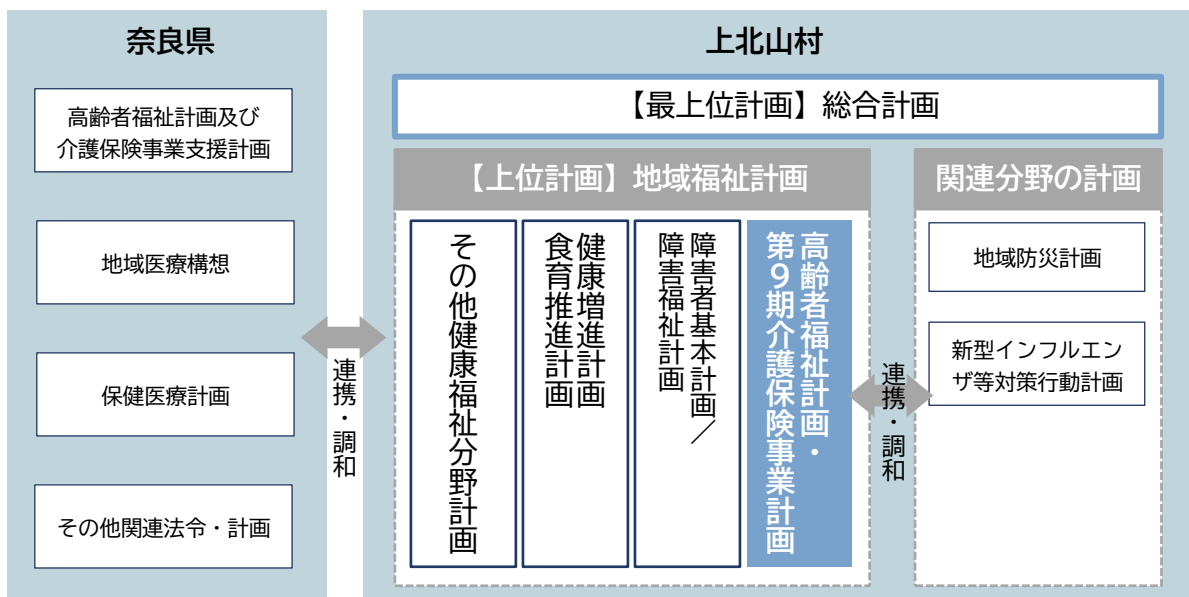 奈良県
高齢者福祉計画及び
介護保険事業支援計画
地域医療構想
保健医療計画
その他関連法令・計画
連携・調和
上北山村
【最上位計画】総合計画
【上位計画】地域福祉計画
その他健康福祉分野計画
健康増進計画
食育推進計画
障害者基本計画／
障害福祉計画
高齢者福祉計画・
第９期介護保険事業計画
連携・調和
関連分野の計画
地域防災計画
新型インフルエン
ザ等対策行動計画